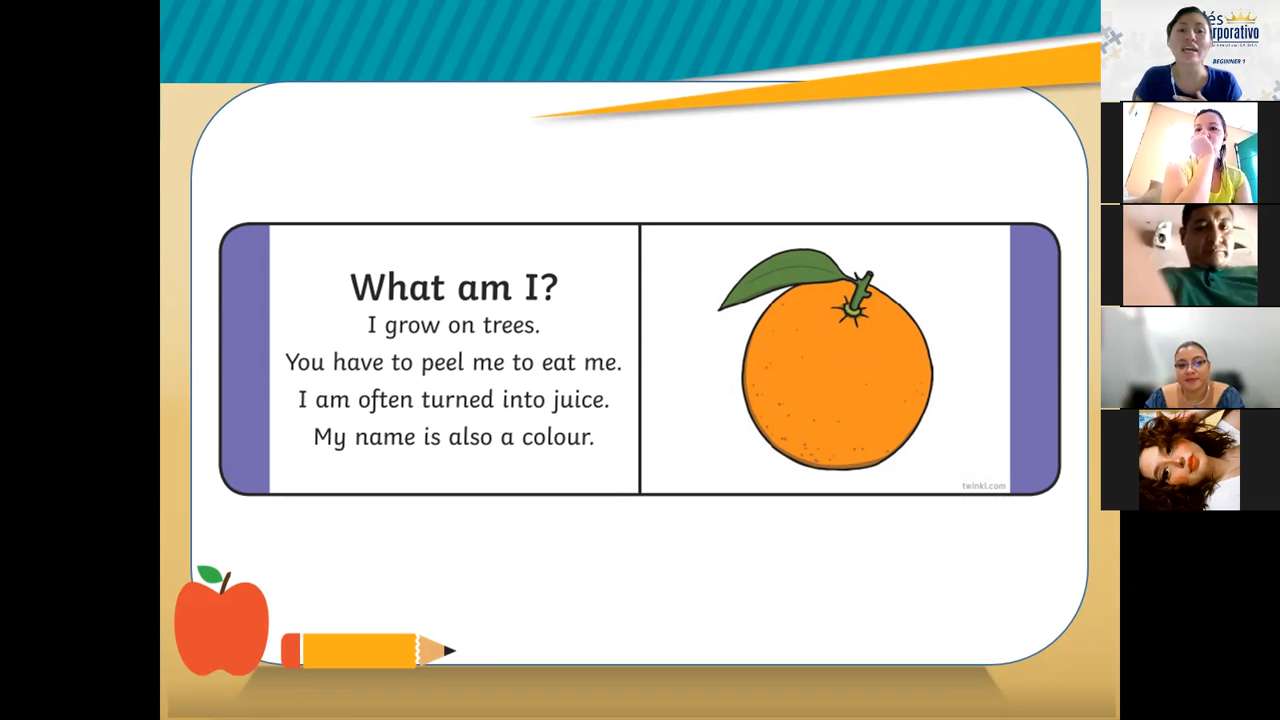 What am I?
I grow on trees.
You have to peel me to eat me.
I am often turned into juice.
My name is also a colour.
twinkl.com
BEGINNER 1